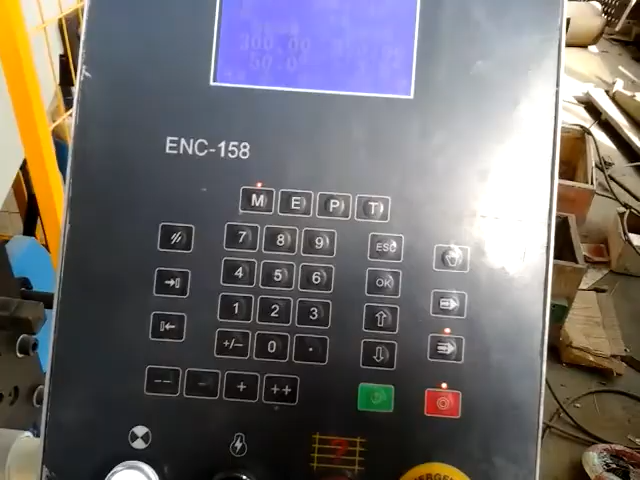 300.00
50.0
ENC-158
M E P T
7 8 9 ESC
4 5 6 OK
1 2 3
+/- 0 .
-- - + ++